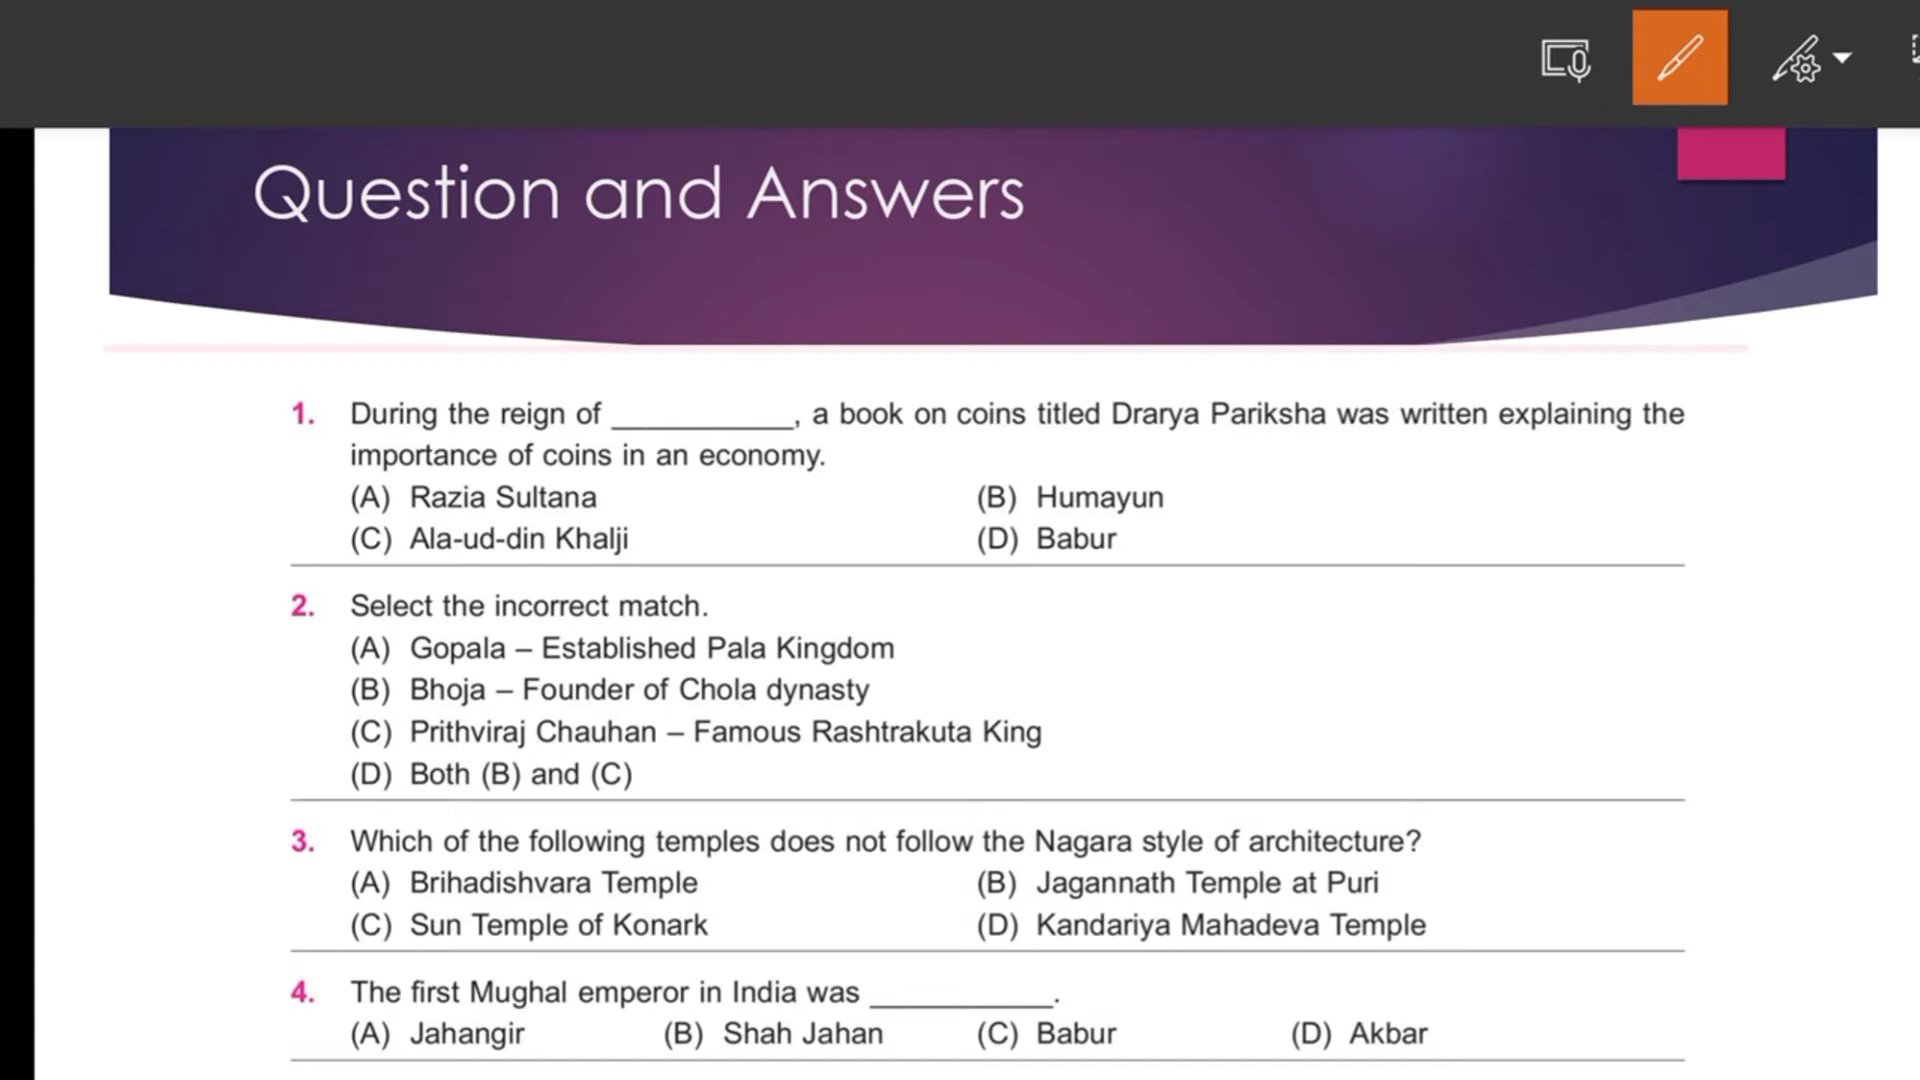 Question and Answers
1. During the reign of ___________, a book on coins titled Drarya Pariksha was written explaining the
importance of coins in an economy.
(A) Razia Sultana (B) Humayun
(C) Ala-ud-din Khalji (D) Babur
2. Select the incorrect match.
(A) Gopala – Established Pala Kingdom
(B) Bhoja – Founder of Chola dynasty
(C) Prithviraj Chauhan – Famous Rashtrakuta King
(D) Both (B) and (C)
3. Which of the following temples does not follow the Nagara style of architecture?
(A) Brihadishvara Temple (B) Jagannath Temple at Puri
(C) Sun Temple of Konark (D) Kandariya Mahadeva Temple
4. The first Mughal emperor in India was ___________.
(A) Jahangir (B) Shah Jahan (C) Babur (D) Akbar